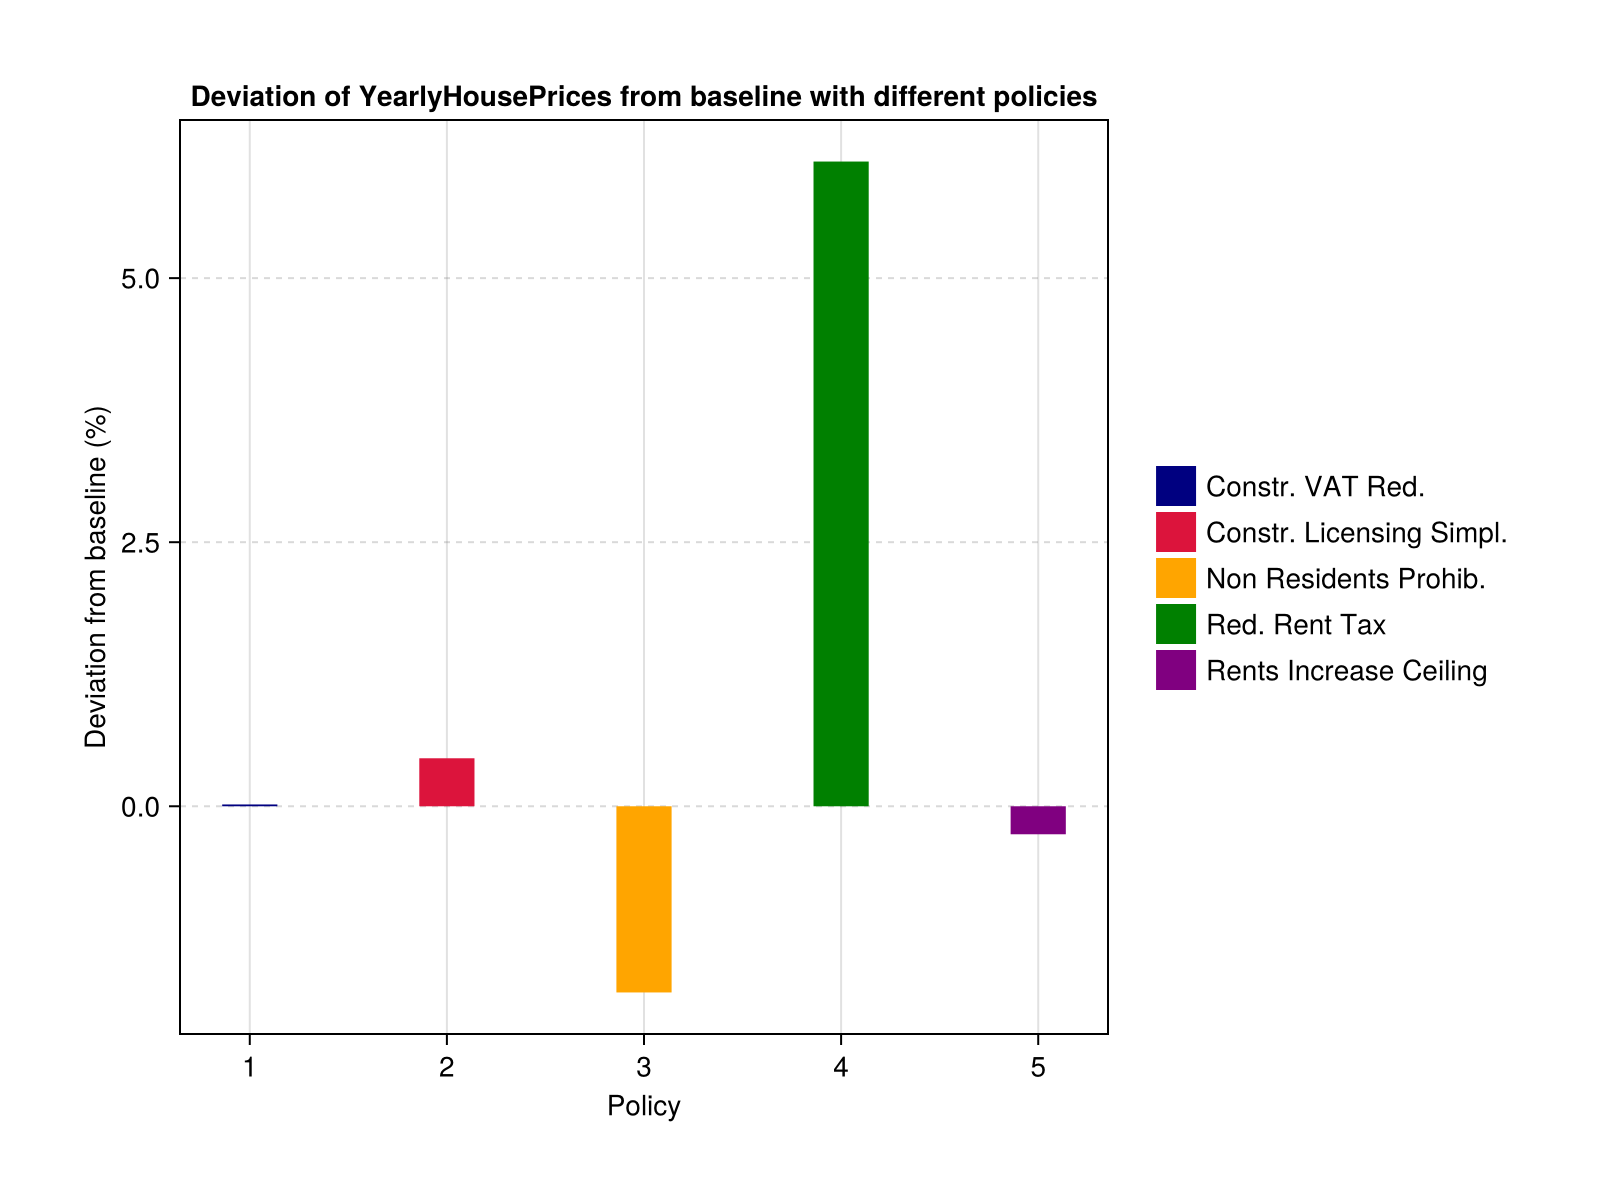 Deviation of YearlyHousePrices from baseline with different policies
Deviation from baseline (%)
5.0
2.5
0.0
1 2 3 4 5
Policy
Constr. VAT Red.
Constr. Licensing Simpl.
Non Residents Prohib.
Red. Rent Tax
Rents Increase Ceiling